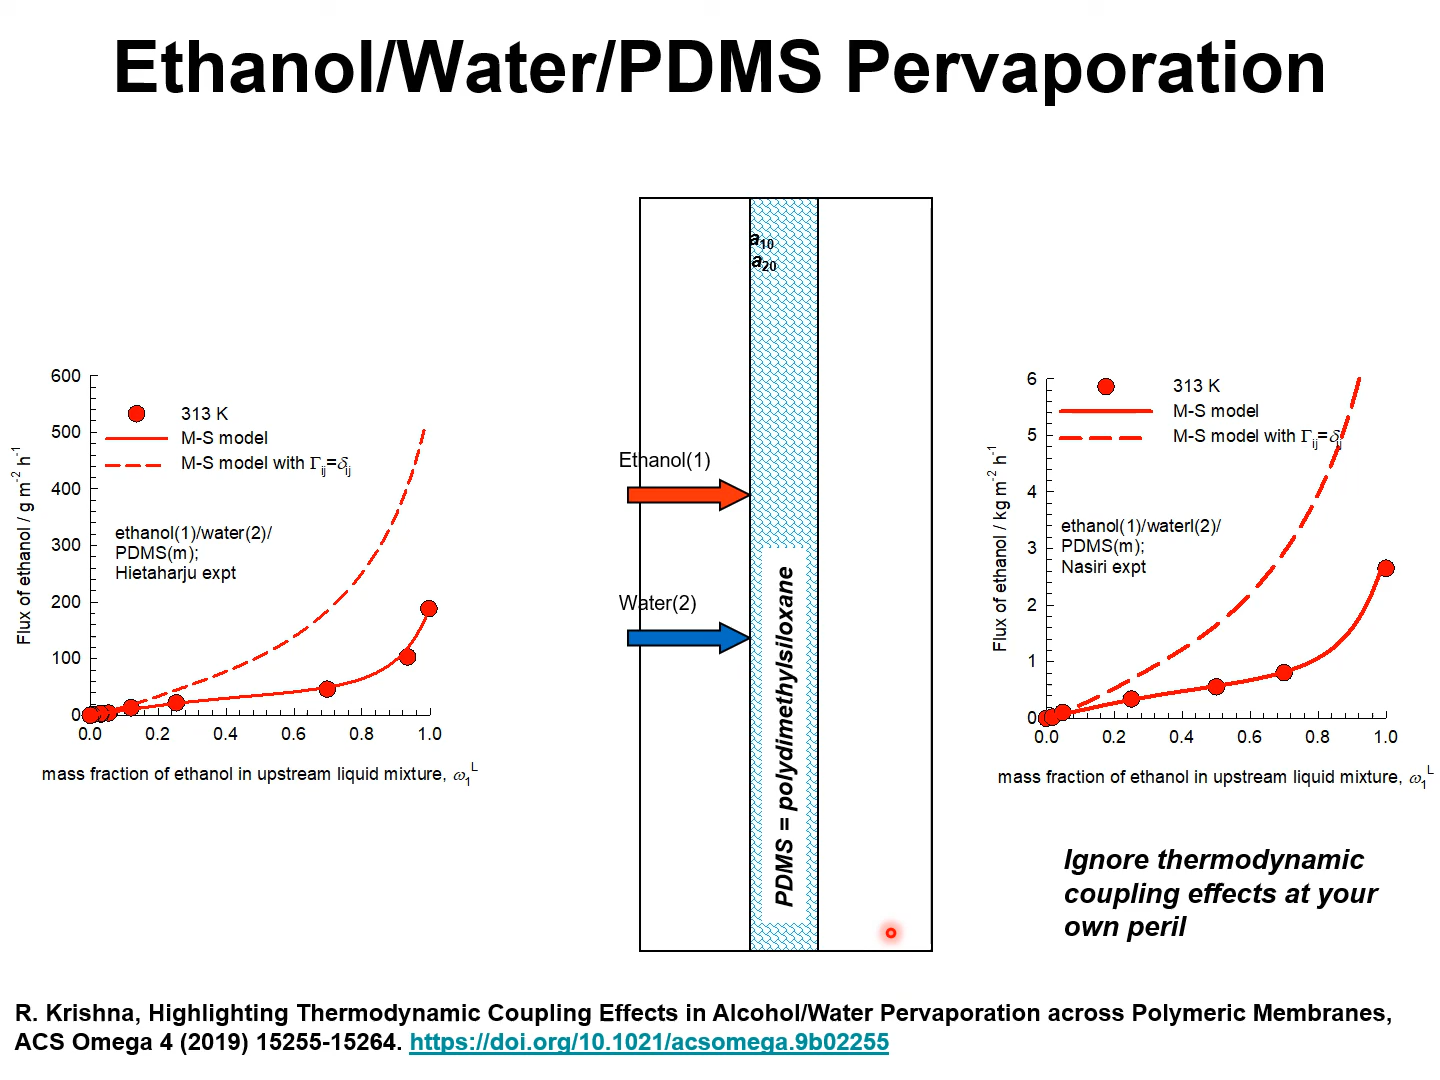 Ethanol/Water/PDMS Pervaporation
600
500
400
300
200
100
0
0.0 0.2 0.4 0.6 0.8 1.0
Flux of ethanol / g m-2 h-1
313 K
M-S model
M-S model with Γij=δij
ethanol(1)/water(2)/
PDMS(m);
Hietaharju expt
mass fraction of ethanol in upstream liquid mixture, ω1L
a10
a20
Ethanol(1)
Water(2)
PDMS = polydimethylsiloxane
6
5
4
3
2
1
0
0.0 0.2 0.4 0.6 0.8 1.0
Flux of ethanol / kg m-2 h-1
313 K
M-S model
M-S model with Γij=δij
ethanol(1)/waterl(2)/
PDMS(m);
Nasiri expt
mass fraction of ethanol in upstream liquid mixture, ω1L
Ignore thermodynamic
coupling effects at your
own peril
R. Krishna, Highlighting Thermodynamic Coupling Effects in Alcohol/Water Pervaporation across Polymeric Membranes,
ACS Omega 4 (2019) 15255-15264. https://doi.org/10.1021/acsomega.9b02255